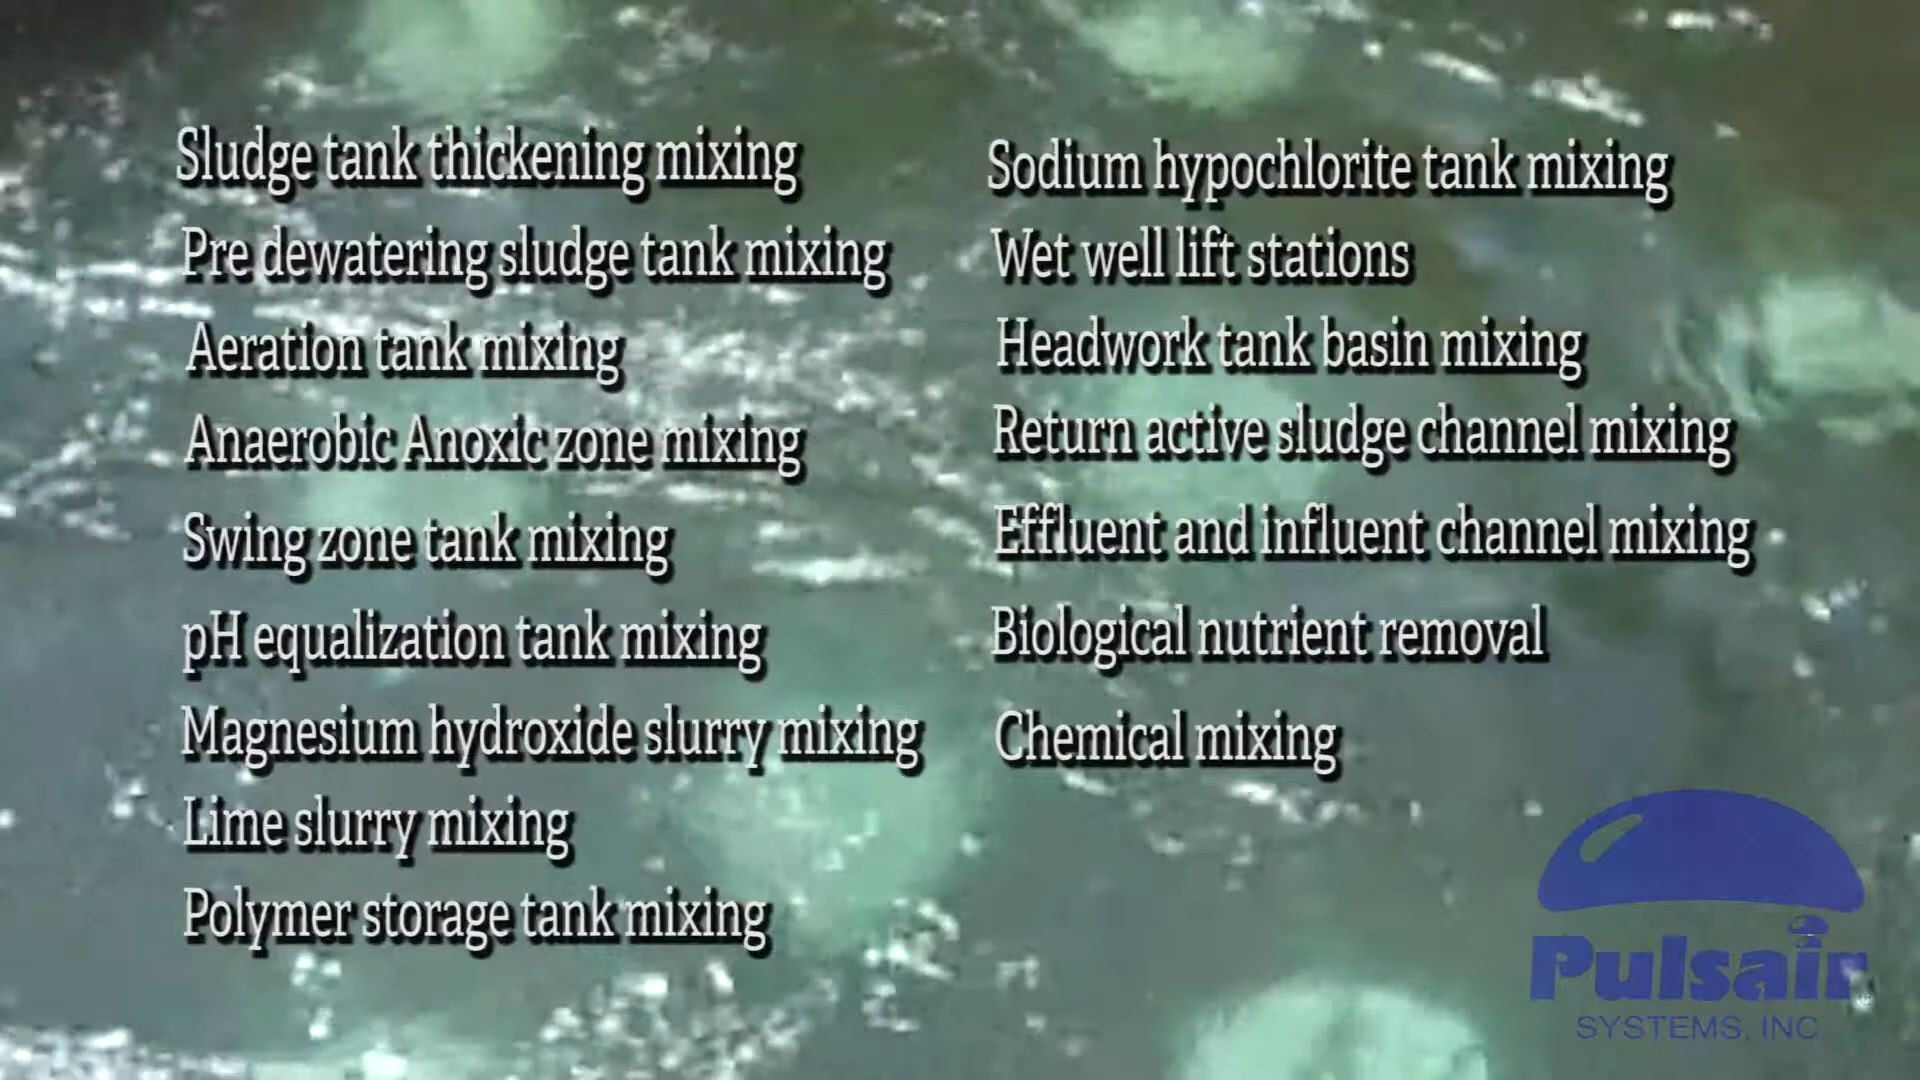 Sludge tank thickening mixing
Pre dewatering sludge tank mixing
Aeration tank mixing
Anaerobic Anoxic zone mixing
Swing zone tank mixing
pH equalization tank mixing
Magnesium hydroxide slurry mixing
Lime slurry mixing
Polymer storage tank mixing
Sodium hypochlorite tank mixing
Wet well lift stations
Headwork tank basin mixing
Return active sludge channel mixing
Effluent and influent channel mixing
Biological nutrient removal
Chemical mixing
Pulsair
SYSTEMS, INC